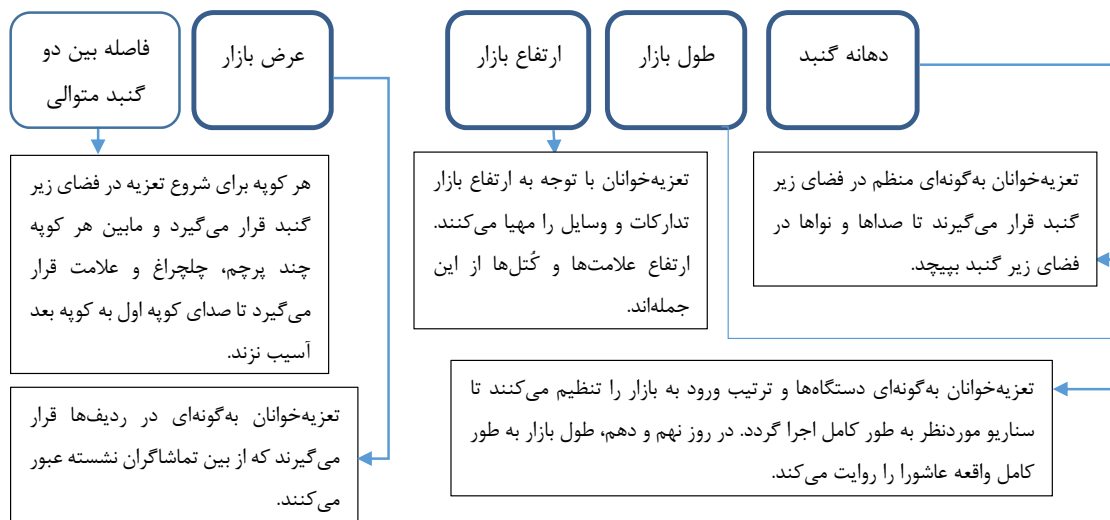 دهانه گنبد
طول بازار
ارتفاع بازار
عرض بازار
فاصله بین دو
گنبد متوالی
تعزیه‌خوانان به‌گونه‌ای منظم در فضای زیر
گنبد قرار می‌گیرند تا صداها و نواها در
فضای زیر گنبد بپیچد.
تعزیه‌خوانان با توجه به ارتفاع بازار
تدارکات و وسایل را مهیا می‌کنند.
ارتفاع علامت‌ها و کُتل‌ها از این
جمله‌اند.
هر کوپه برای شروع تعزیه در فضای زیر
گنبد قرار می‌گیرد و مابین هر کوپه
چند پرچم، چلچراغ و علامت قرار
می‌گیرد تا صدای کوپه اول به کوپه بعد
آسیب نزند.
تعزیه‌خوانان به‌گونه‌ای دستگاه‌ها و ترتیب ورود به بازار را تنظیم می‌کنند تا
سناریو موردنظر به طور کامل اجرا گردد. در روز نهم و دهم، طول بازار به طور
کامل واقعه عاشورا را روایت می‌کند.
تعزیه‌خوانان به‌گونه‌ای در ردیف‌ها قرار
می‌گیرند که از بین تماشاگران نشسته عبور
می‌کنند.